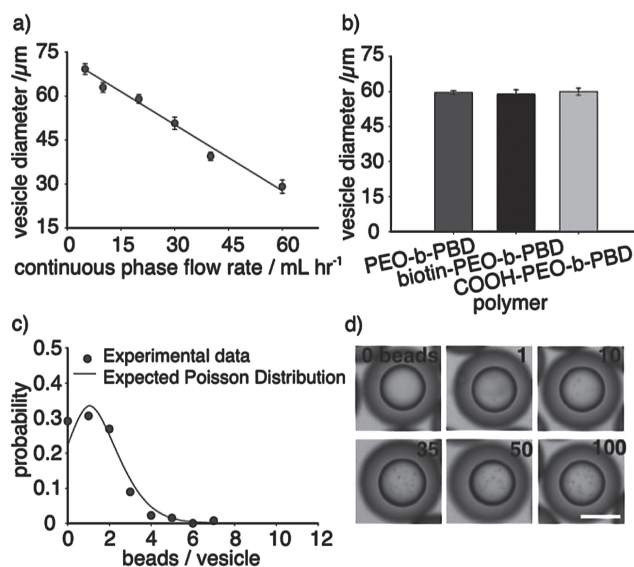 a)
75
60
45
30
15
0
15
30
45
60
vesicle diameter /µm
continuous phase flow rate / mL hr⁻¹
b)
75
60
45
30
15
0
vesicle diameter /µm
PEO-b-PBD
biotin-PEO-b-PBD
COOH-PEO-b-PBD
polymer
c)
0.5
0.4
0.3
0.2
0.1
0
Experimental data
Expected Poisson Distribution
probability
0
2
4
6
8
10
12
beads / vesicle
d)
0 beads
1
10
35
50
100